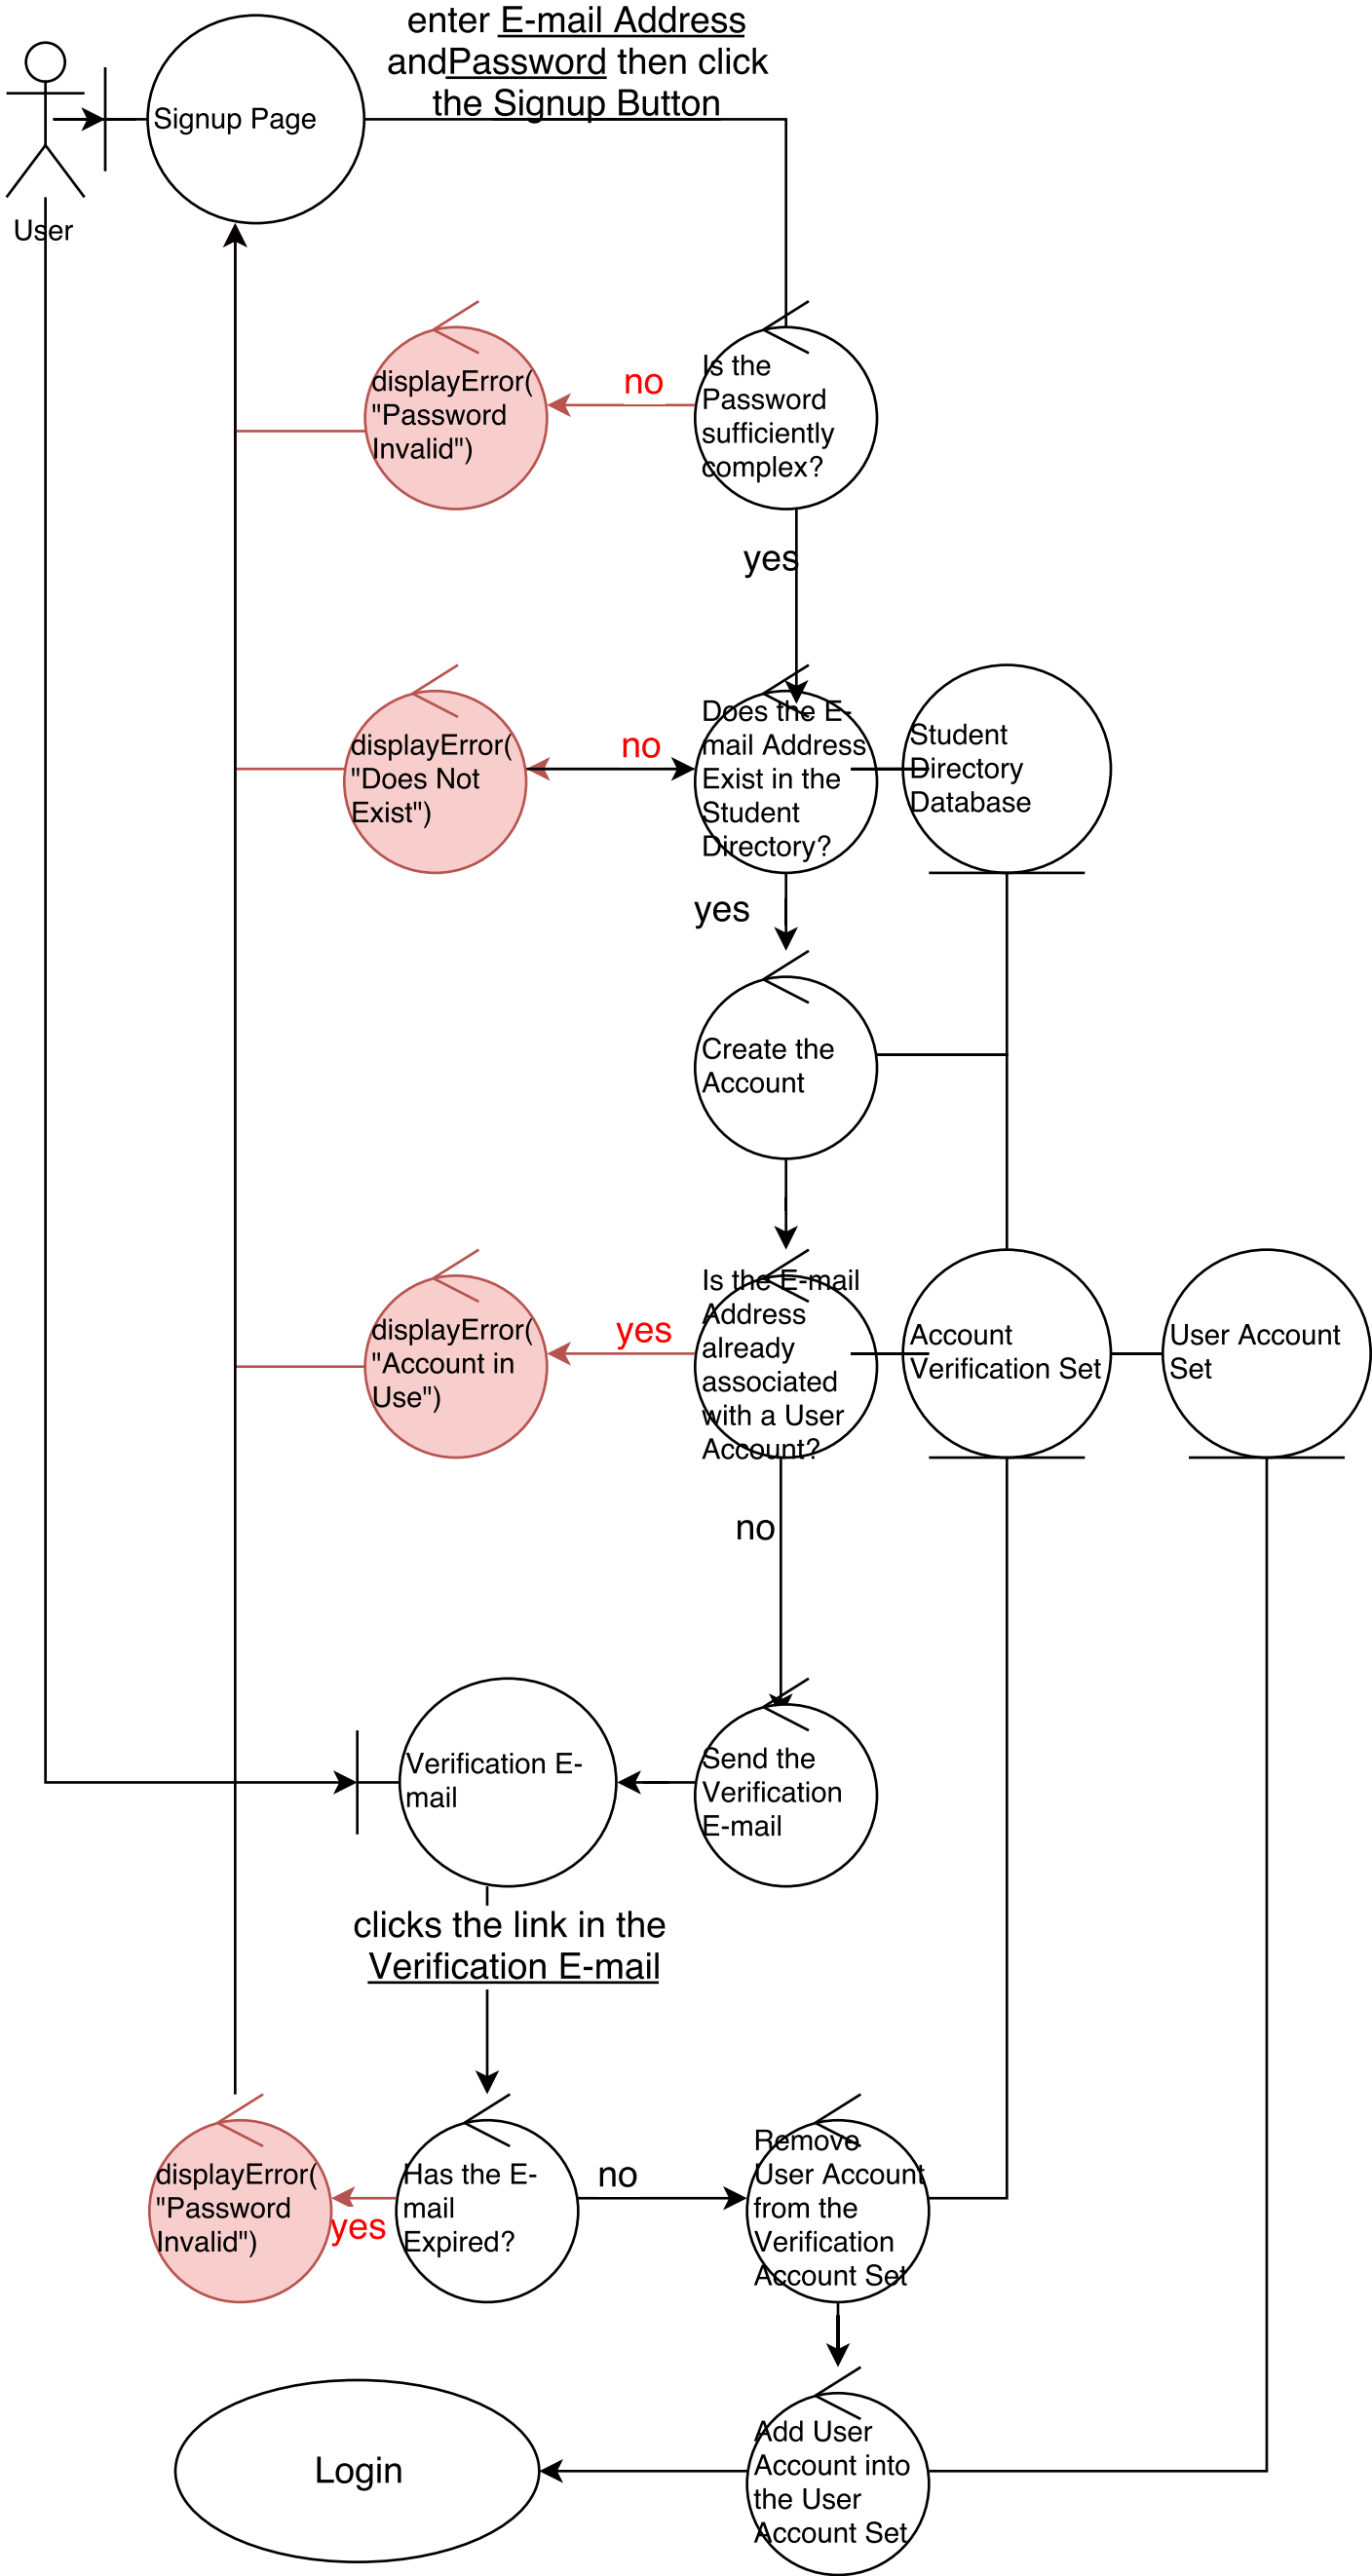 enter E-mail Address
andPassword then click
the Signup Button
Signup Page
User
displayError(
"Password
Invalid")
no
Is the
Password
sufficiently
complex?
yes
displayError(
"Does Not
Exist")
no
Does the E-
mail Address
Exist in the
Student
Directory?
Student
Directory
Database
yes
Create the
Account
displayError(
"Account in
Use")
yes
Is the E-mail
Address
already
associated
with a User
Account?
Account
Verification Set
User Account
Set
no
Verification E-
mail
Send the
Verification
E-mail
clicks the link in the
Verification E-mail
displayError(
"Password
Invalid")
yes
Has the E-
mail
Expired?
no
Remove
User Account
from the
Verification
Account Set
Login
Add User
Account into
the User
Account Set